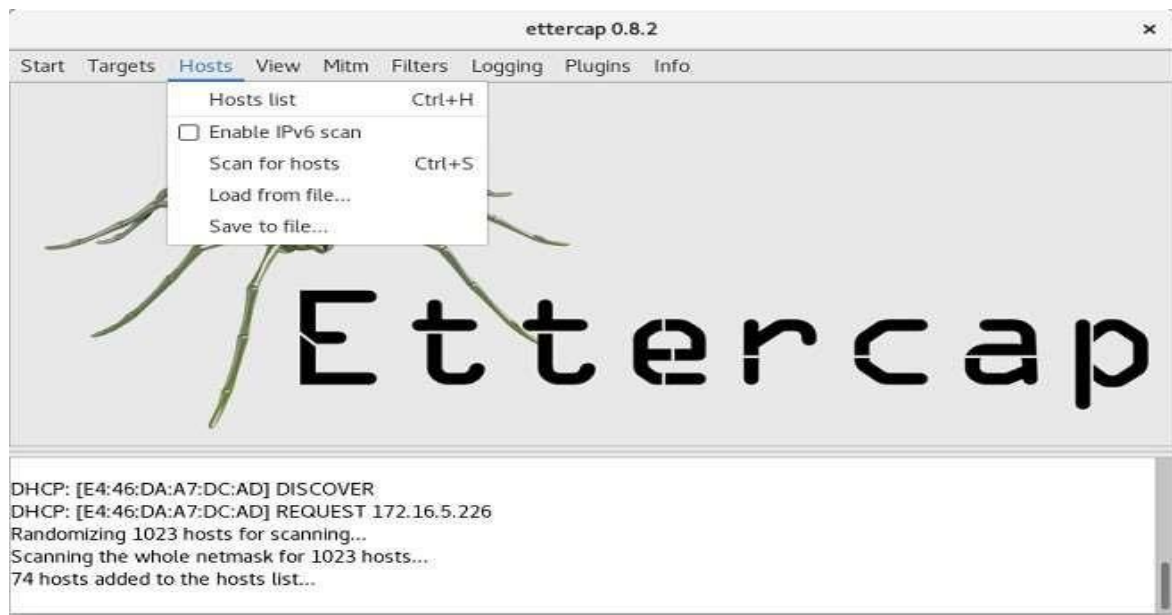 ettercap 0.8.2 ×
Start Targets Hosts View Mitm Filters Logging Plugins Info
Hosts list Ctrl+H
Enable IPv6 scan
Scan for hosts Ctrl+S
Load from file...
Save to file...
Ettercap
DHCP: [E4:46:DA:A7:DC:AD] DISCOVER
DHCP: [E4:46:DA:A7:DC:AD] REQUEST 172.16.5.226
Randomizing 1023 hosts for scanning...
Scanning the whole netmask for 1023 hosts...
74 hosts added to the hosts list...